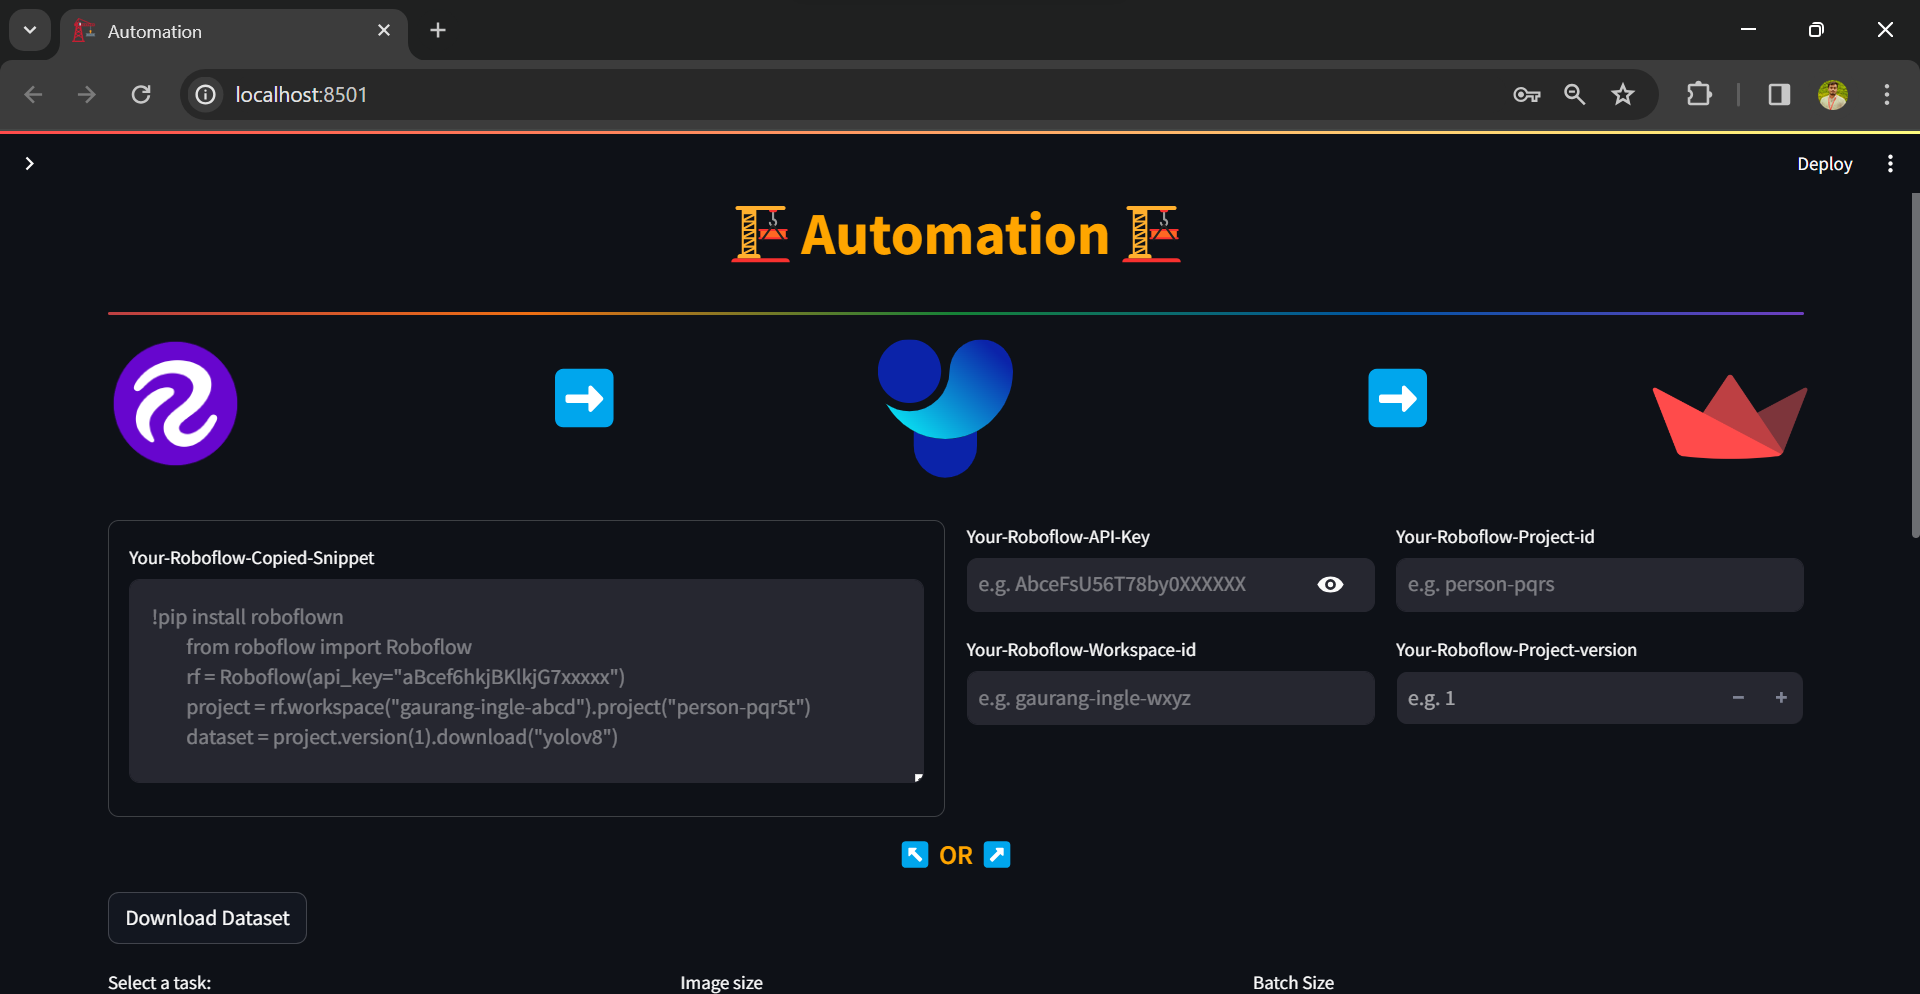 Automation
localhost:8501
Deploy
Automation
Your-Roboflow-Copied-Snippet
!pip install roboflown
from roboflow import Roboflow
rf = Roboflow(api_key="aBcef6hkjBKlkjG7xxxxx")
project = rf.workspace("gaurang-ingle-abcd").project("person-pqr5t")
dataset = project.version(1).download("yolov8")
Your-Roboflow-API-Key
e.g. AbceFsU56T78by0XXXXXX
Your-Roboflow-Project-id
e.g. person-pqrs
Your-Roboflow-Workspace-id
e.g. gaurang-ingle-wxyz
Your-Roboflow-Project-version
e.g. 1
OR
Download Dataset
Select a task:
Image size
Batch Size